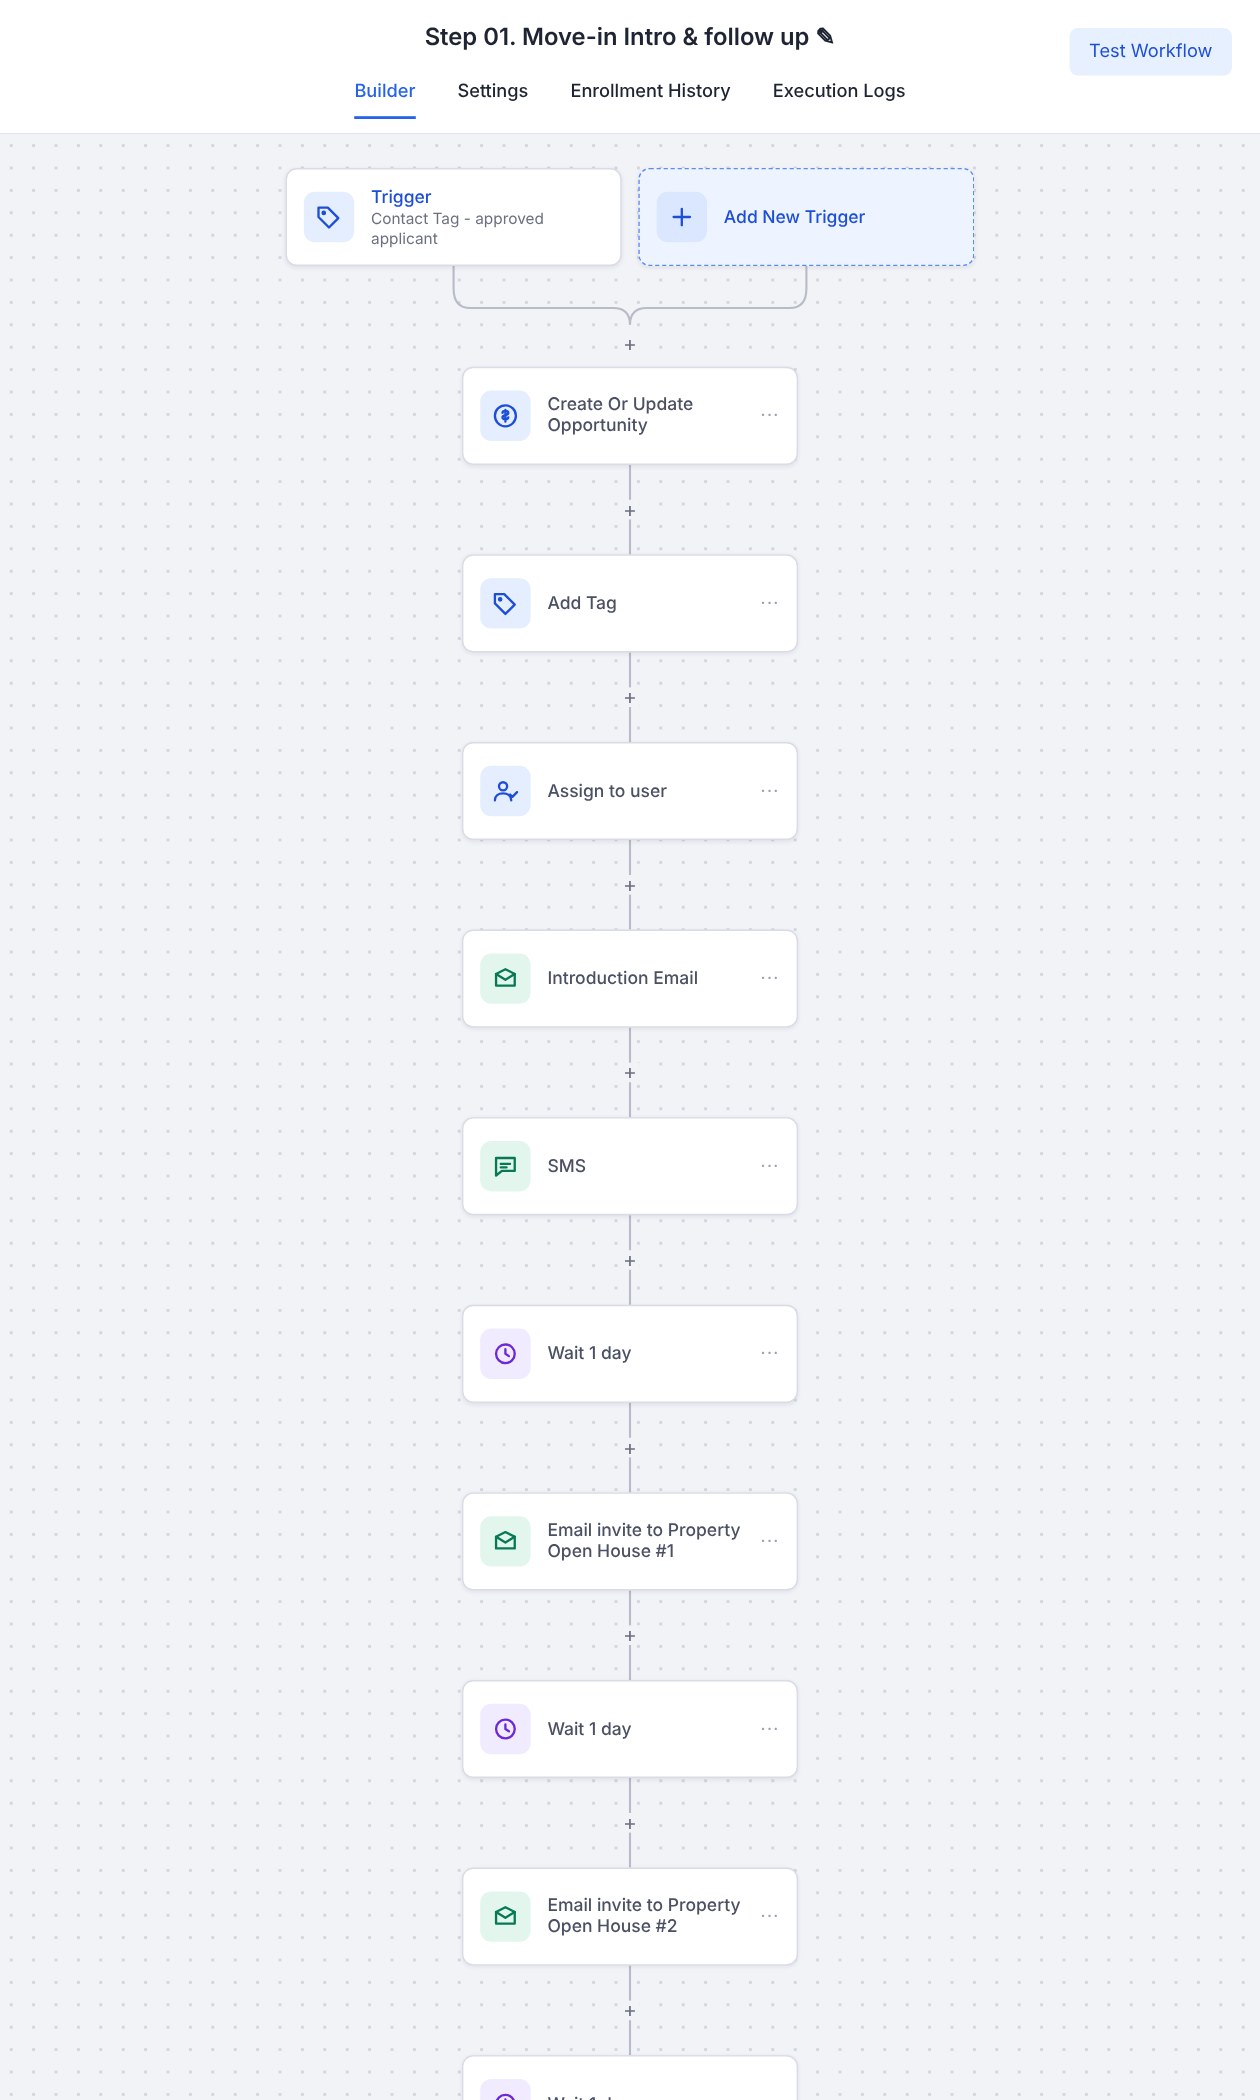 Step 01. Move-in Intro & follow up ✎
Test Workflow
Builder
Settings
Enrollment History
Execution Logs
Trigger
Contact Tag - approved
applicant
Add New Trigger
Create Or Update
Opportunity
Add Tag
Assign to user
Introduction Email
SMS
Wait 1 day
Email invite to Property
Open House #1
Wait 1 day
Email invite to Property
Open House #2